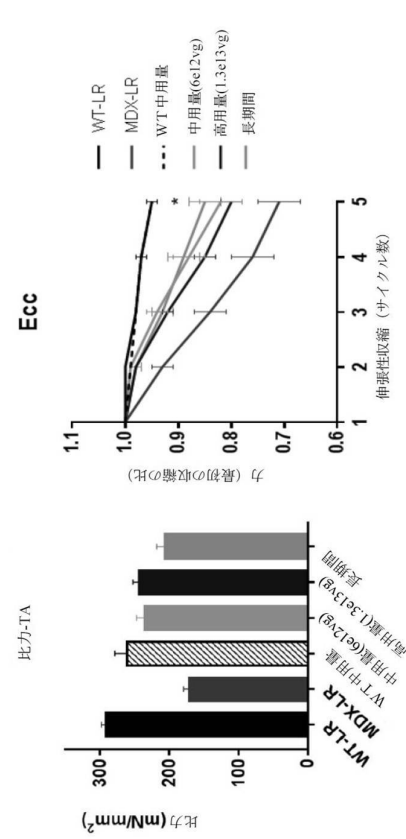 比力-TA
比力(mN/mm²)
300
200
100
0
WT-LR
MDX-LR
WT 中用量
中用量(6e12vg)
高用量(1.3e13vg)
長期間
Ecc
力（最初の収縮の比）
1.1
1.0
0.9
0.8
0.7
0.6
1
2
3
4
5
*
伸張性収縮（サイクル数）
WT-LR
MDX-LR
WT 中用量
中用量(6e12vg)
高用量(1.3e13vg)
長期間